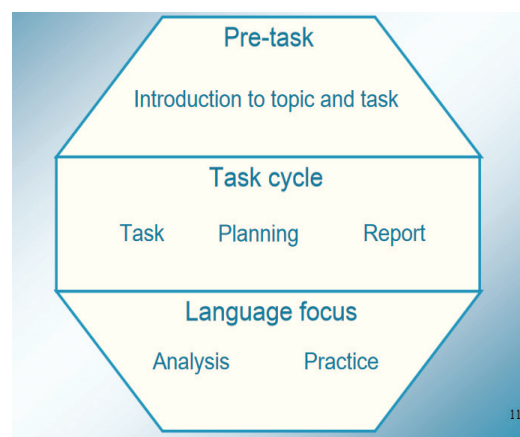 Pre-task
Introduction to topic and task
Task cycle
Task Planning Report
Language focus
Analysis Practice
11